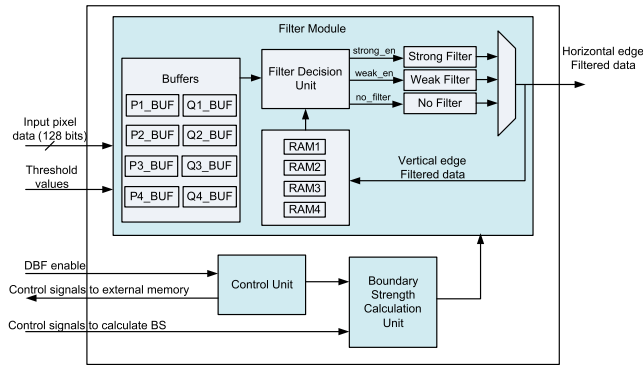 Filter Module
Buffers
P1_BUF Q1_BUF
P2_BUF Q2_BUF
P3_BUF Q3_BUF
P4_BUF Q4_BUF
Filter Decision
Unit
strong_en
weak_en
no_filter
Strong Filter
Weak Filter
No Filter
Horizontal edge
Filtered data
RAM1
RAM2
RAM3
RAM4
Vertical edge
Filtered data
Input pixel
data (128 bits)
Threshold
values
DBF enable
Control signals to external memory
Control signals to calculate BS
Control Unit
Boundary
Strength
Calculation
Unit